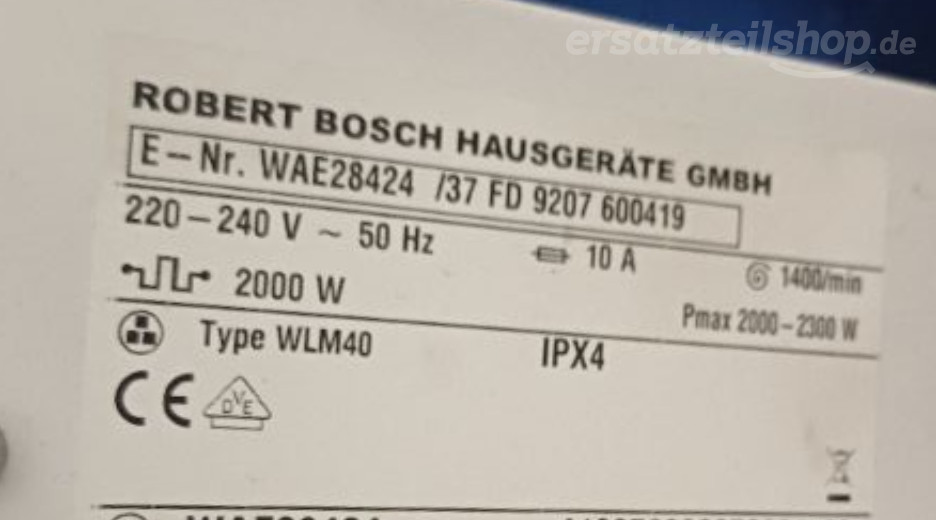 ersatzteilshop.de
ROBERT BOSCH HAUSGERÄTE GMBH
E-Nr. WAE28424 /37 FD 9207 600419
220-240 V ~ 50 Hz 10 A 1400/min
2000 W Pmax 2000-2300 W
Type WLM40 IPX4
CE DVE